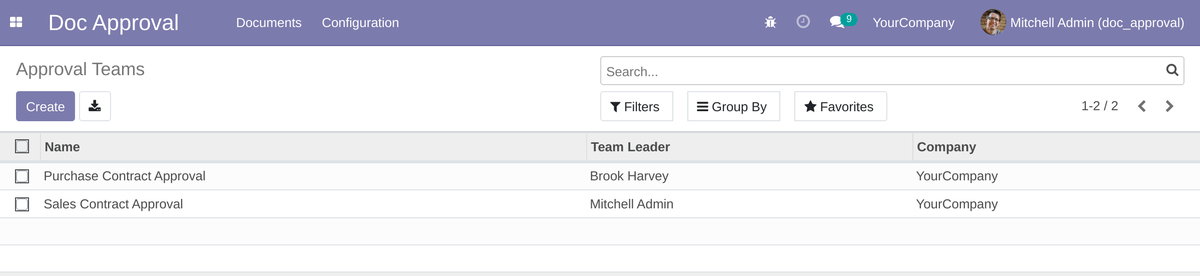 Doc Approval Documents Configuration 9 YourCompany Mitchell Admin (doc_approval)
Approval Teams Search...
Create Filters Group By Favorites 1-2 / 2
Name Team Leader Company
Purchase Contract Approval Brook Harvey YourCompany
Sales Contract Approval Mitchell Admin YourCompany